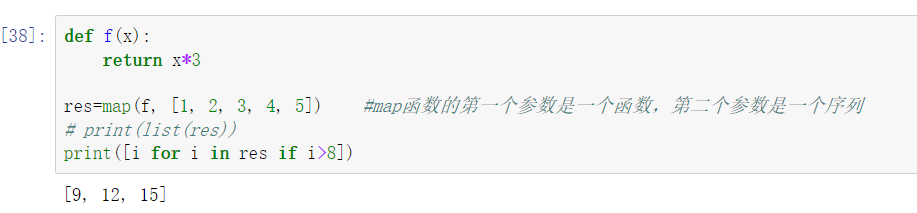 [38]: def f(x):
    return x*3
res=map(f, [1, 2, 3, 4, 5])    #map函数的第一个参数是一个函数，第二个参数是一个序列
# print(list(res))
print([i for i in res if i>8])
[9, 12, 15]